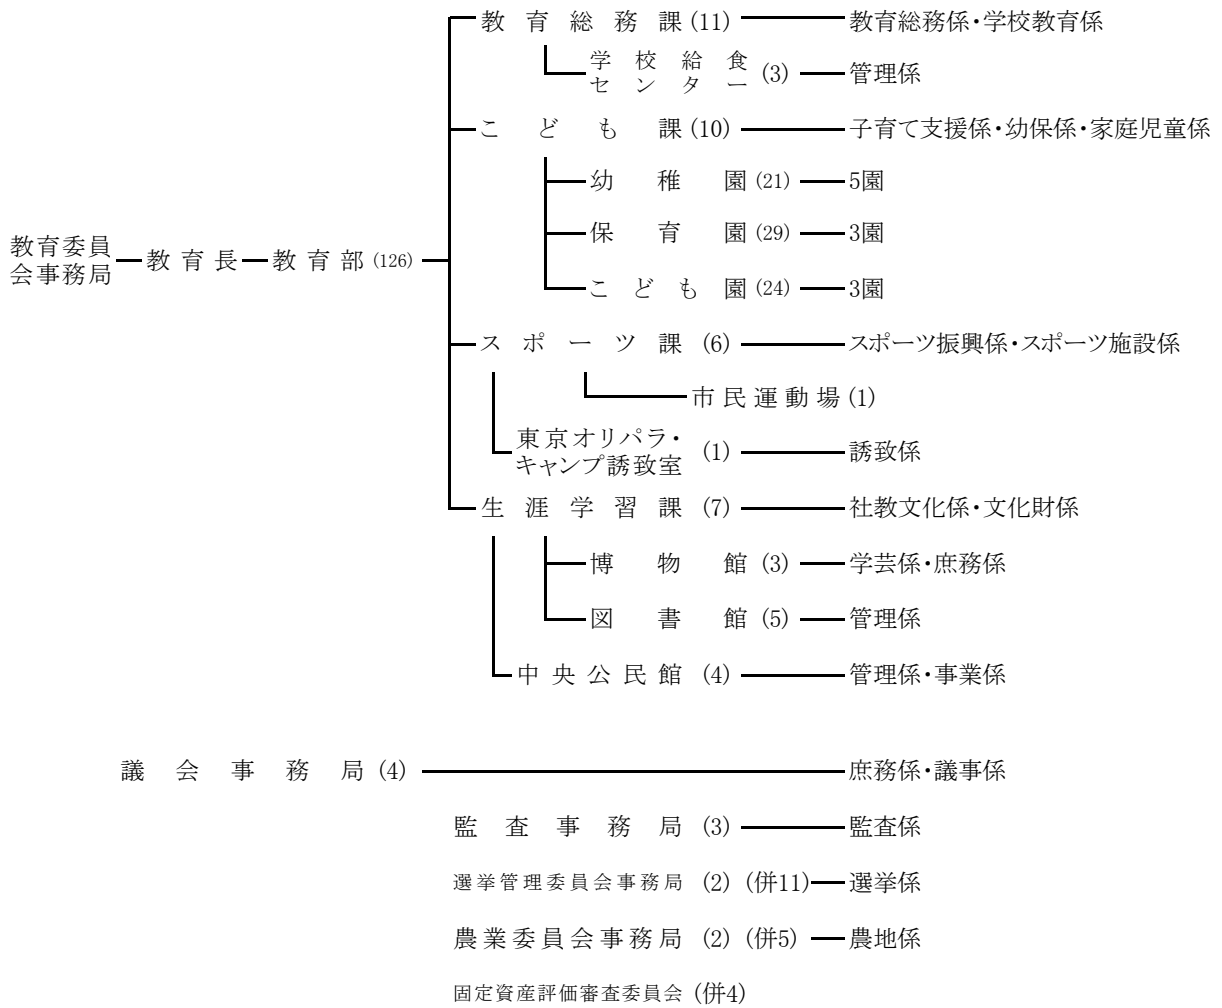 教育総務課 (11) 教育総務係・学校教育係
学校給食
センター (3) 管理係
こども課 (10) 子育て支援係・幼保係・家庭児童係
幼稚園 (21) 5園
保育園 (29) 3園
教育委員
会事務局 教育長 教育部 (126)
こども園 (24) 3園
スポーツ課 (6) スポーツ振興係・スポーツ施設係
市民運動場 (1)
東京オリパラ・
キャンプ誘致室 (1) 誘致係
生涯学習課 (7) 社教文化係・文化財係
博物館 (3) 学芸係・庶務係
図書館 (5) 管理係
中央公民館 (4) 管理係・事業係
議会事務局 (4) 庶務係・議事係
監査事務局 (3) 監査係
選挙管理委員会事務局 (2) (併11) 選挙係
農業委員会事務局 (2) (併5) 農地係
固定資産評価審査委員会 (併4)